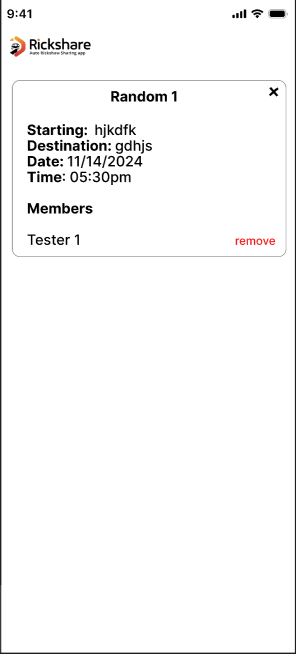 9:41
Rickshare
Auto Rickshaw Sharing app
Random 1
Starting: hjkdfk
Destination: gdhjs
Date: 11/14/2024
Time: 05:30pm
Members
Tester 1 remove